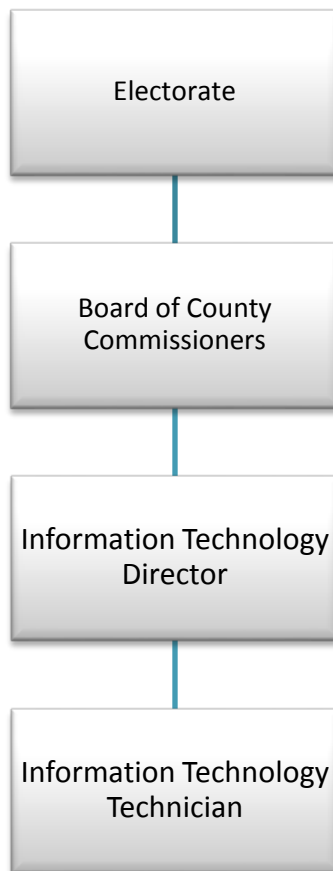 Electorate
Board of County
Commissioners
Information Technology
Director
Information Technology
Technician